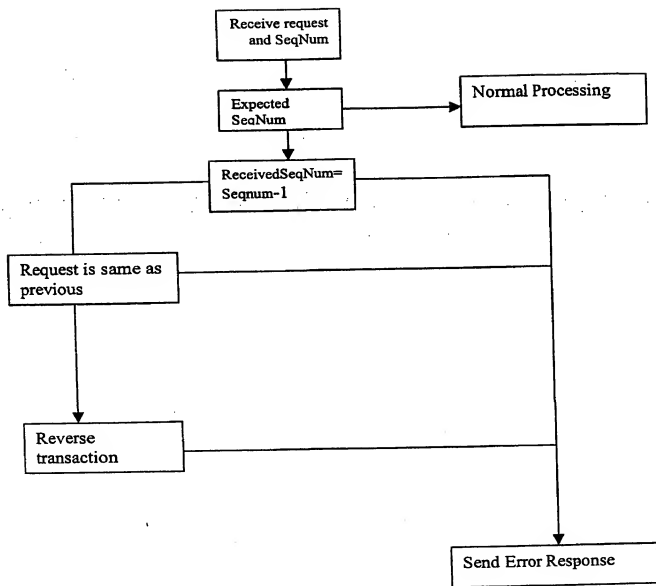 Receive request
and SeqNum
Expected
SeqNum
Normal Processing
ReceivedSeqNum=
Seqnum-1
Request is same as
previous
Reverse
transaction
Send Error Response